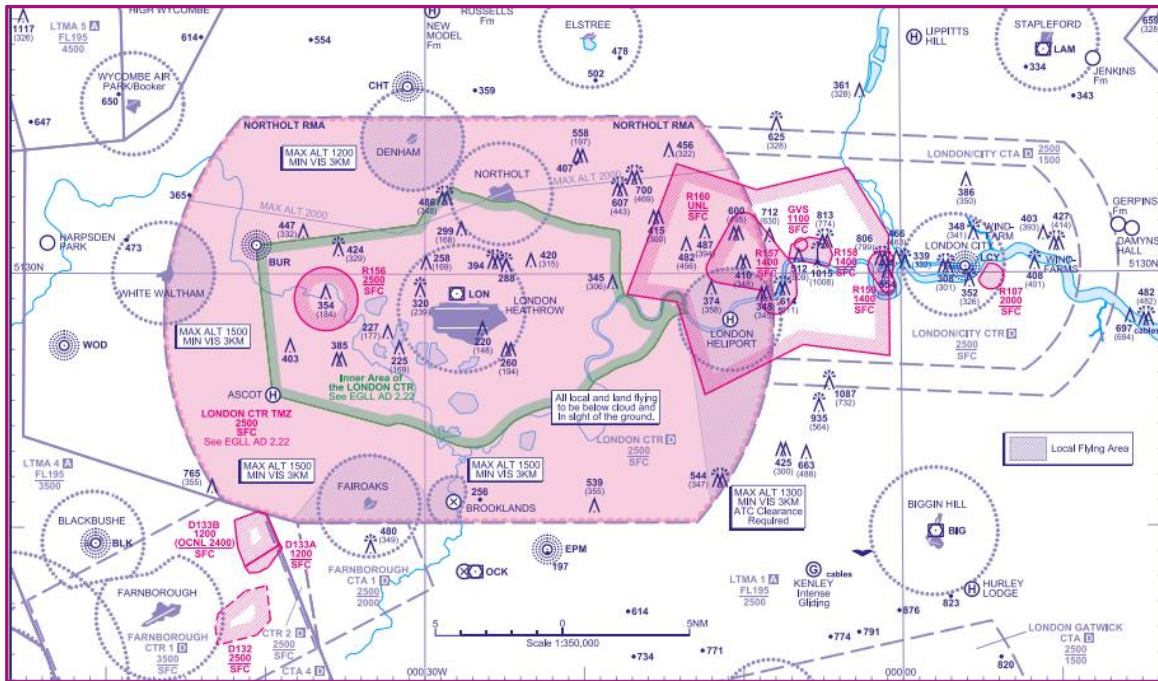 1117
(326)
LTMA 5 A
FL195
4500
HIGH WYCOMBE
614
554
NEW
MODEL
Fm
RUSSELLS
Fm
ELSTREE
478
502
H LIPPITTS
HILL
STAPLEFORD
LAM
334
JENKINS
Fm
343
659
WYCOMBE AIR
PARK/Booker
650
647
CHT
359
361
(328)
NORTHOLT RMA
NORTHOLT RMA
625
(328)
MAX ALT 1200
MIN VIS 3KM
DENHAM
558
(197)
407
456
(322)
LONDON/CITY CTA D
2500
1500
NORTHOLT
MAX ALT 2000
365
MAX ALT 2000
486
(348)
607
(443)
700
(469)
R160
UNL
SFC
600
712
(630)
GVS
1100
SFC
813
(774)
386
(350)
HARPSDEN
PARK
473
447
(332)
424
(329)
299
(168)
415
(300)
487
(394)
482
(456)
R157
1400
SFC
R158
1400
SFC
806
(799)
466
348
(341)
WIND-
FARM
403
(393)
427
(414)
GERPINS
Fm
DAMYNS
HALL
LONDON CITY
LCY
WIND-
FARMS
5130N
BUR
258
(169)
394
288
420
(315)
345
(306)
410
(345)
512
1015
(1008)
339
(332)
308
(301)
352
(326)
408
(401)
5130N
WHITE WALTHAM
R156
2500
SFC
354
(184)
320
(239)
LON
LONDON
HEATHROW
374
(358)
348
614
R159
1400
SFC
654
R107
2000
SFC
482
(482)
cables
697
(694)
MAX ALT 1500
MIN VIS 3KM
WOD
227
(177)
220
(148)
LONDON
HELIPORT
LONDON/CITY CTR D
2500
SFC
403
385
225
(169)
260
(194)
Inner Area of
the LONDON CTR
See EGLL AD 2.22
ASCOT H
1087
(732)
935
(564)
LONDON CTR TMZ
2500
SFC
See EGLL AD 2.22
All local and land flying
to be below cloud and
in sight of the ground.
LONDON CTR D
2500
SFC
Local Flying Area
LTMA 4 A
FL195
3500
765
(355)
MAX ALT 1500
MIN VIS 3KM
MAX ALT 1500
MIN VIS 3KM
425
(300)
663
(488)
FAIROAKS
256
BROOKLANDS
539
(355)
544
(347)
MAX ALT 1300
MIN VIS 3KM
ATC Clearance
Required
BLACKBUSHE
BLK
D133B
1200
(OCNL 2400)
SFC
D133A
1200
SFC
480
(349)
BIGGIN HILL
BIG
EPM
197
FARNBOROUGH
CTA 1 D
2500
2000
OCK
G cables
KENLEY
Intense
Gliding
LTMA 1 A
FL195
2500
H HURLEY
LODGE
FARNBOROUGH
FARNBOROUGH
CTR 1 D
3500
SFC
D132
2500
SFC
CTR 2 D
2500
SFC
CTA 4 D
614
876
823
5 0 5NM
Scale 1:350,000
734
771
774
791
LONDON GATWICK
CTA D
2500
1500
820
000 30W
000 00